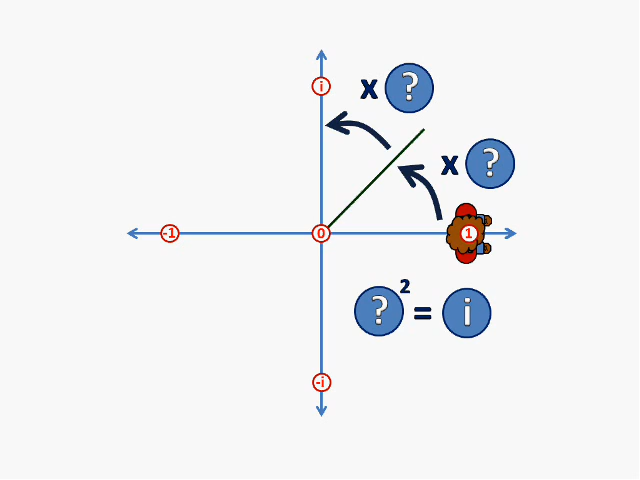 i
x ?
x ?
-1
0
1
?² = i
-i